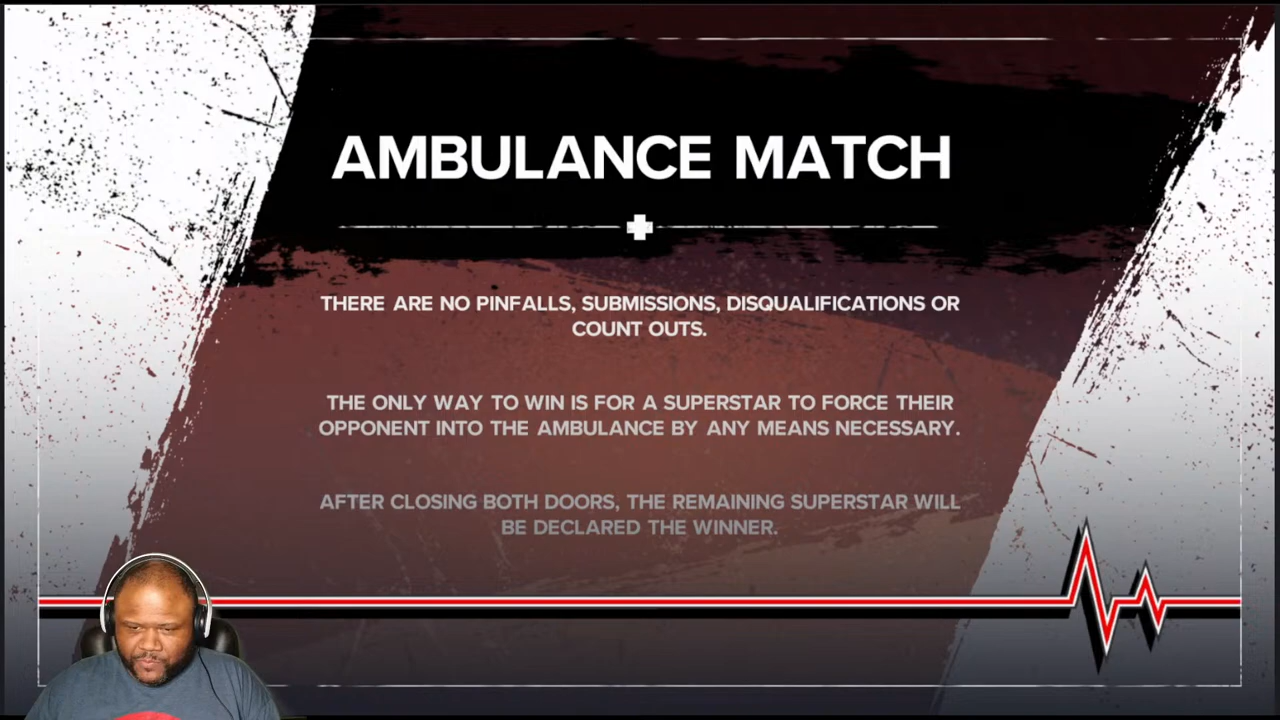 AMBULANCE MATCH
THERE ARE NO PINFALLS, SUBMISSIONS, DISQUALIFICATIONS OR
COUNT OUTS.
THE ONLY WAY TO WIN IS FOR A SUPERSTAR TO FORCE THEIR
OPPONENT INTO THE AMBULANCE BY ANY MEANS NECESSARY.
AFTER CLOSING BOTH DOORS, THE REMAINING SUPERSTAR WILL
BE DECLARED THE WINNER.